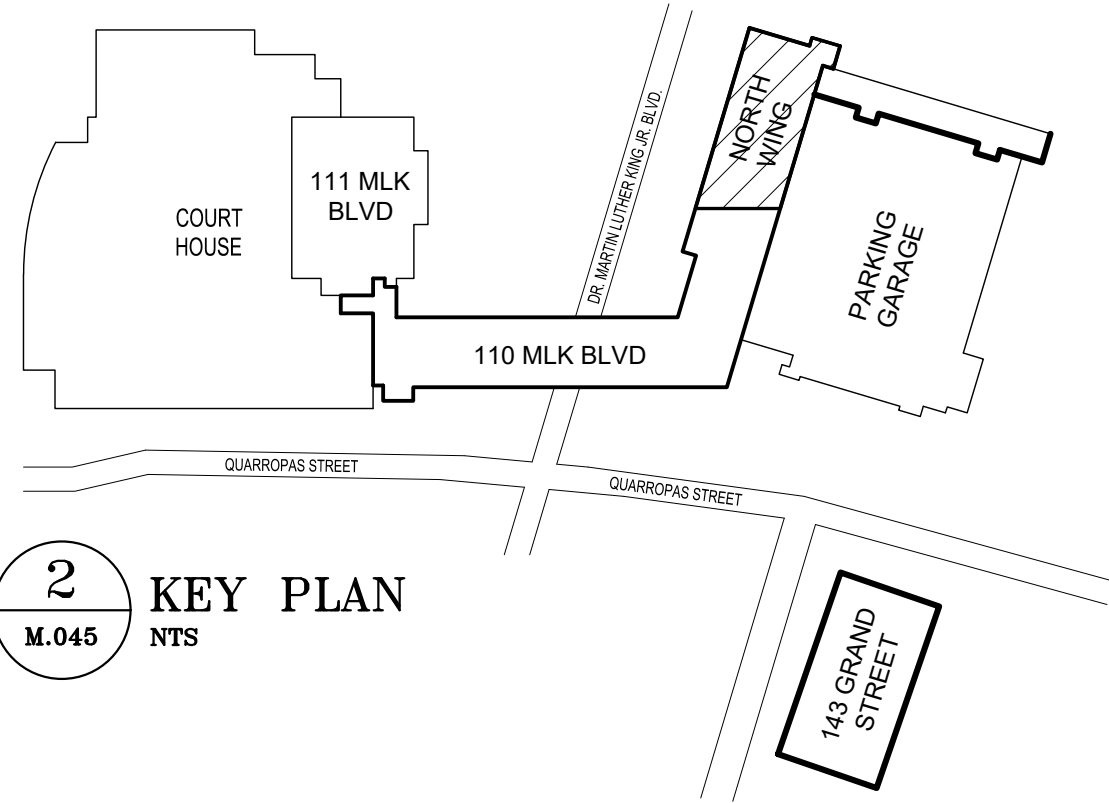 NORTH
WING
DR. MARTIN LUTHER KING JR. BLVD.
111 MLK
BLVD
COURT
HOUSE
PARKING
GARAGE
110 MLK BLVD
QUARROPAS STREET
QUARROPAS STREET
2
M.045
KEY PLAN
NTS
143 GRAND
STREET